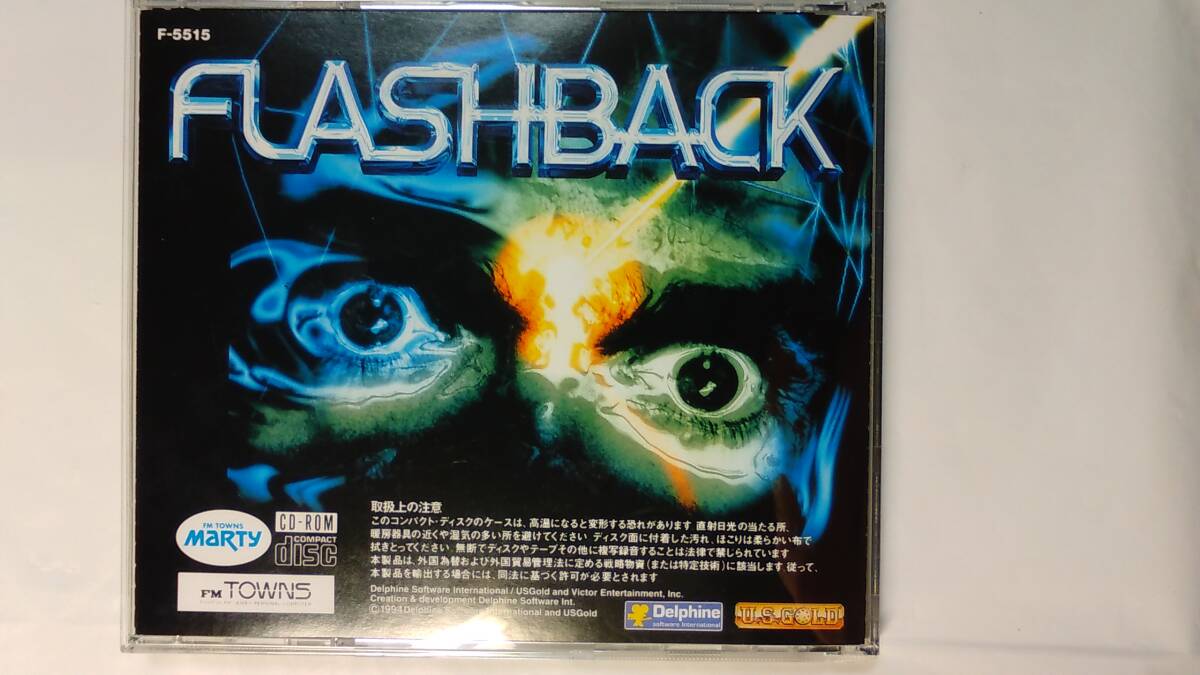 F-5515
FLASHBACK
取扱上の注意
このコンパクト・ディスクのケースは、高温になると変形する恐れがあります 直射日光の当たる所、
暖房器具の近くや湿気の多い所を避けてください ディスク面に付着した汚れ、ほこりは柔らかい布で
拭きとってください。無断でディスクやテープその他に複写録音することは法律で禁じられています
本製品は、外国為替および外国貿易管理法に定める戦略物資(または特定技術)に該当します 従って、
本製品を輸出する場合には、同法に基づく許可が必要とされます
FM TOWNS
MARTY
CD-ROM
COMPACT
disc
FM TOWNS
Delphine Software International / USGold and Victor Entertainment, Inc.
Creation & development Delphine Software Int.
©1994 Delphine Software International and USGold
Delphine
software International
U.S. GOLD